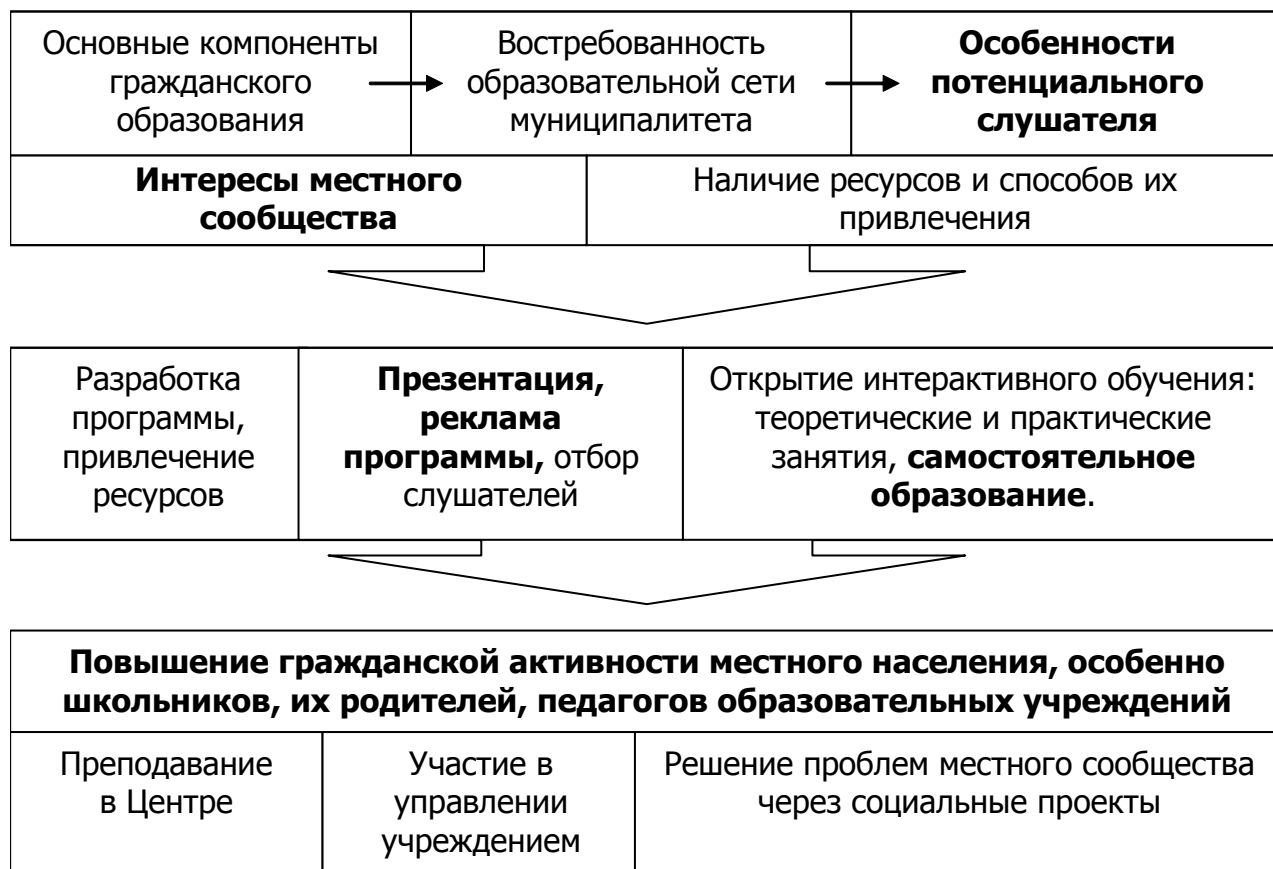 Основные компоненты
гражданского
образования
Востребованность
образовательной сети
муниципалитета
Особенности
потенциального
слушателя
Интересы местного
сообщества
Наличие ресурсов и способов их
привлечения
Разработка
программы,
привлечение
ресурсов
Презентация,
реклама
программы, отбор
слушателей
Открытие интерактивного обучения:
теоретические и практические
занятия, самостоятельное
образование.
Повышение гражданской активности местного населения, особенно
школьников, их родителей, педагогов образовательных учреждений
Преподавание
в Центре
Участие в
управлении
учреждением
Решение проблем местного сообщества
через социальные проекты